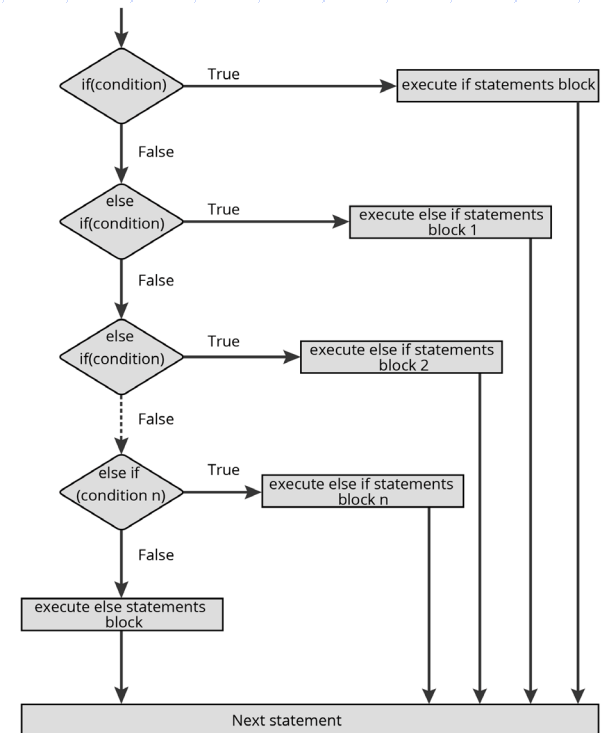 if(condition)
True
execute if statements block
False
else
if(condition)
True
execute else if statements
block 1
False
else
if(condition)
True
execute else if statements
block 2
False
else if
(condition n)
True
execute else if statements
block n
False
execute else statements
block
Next statement